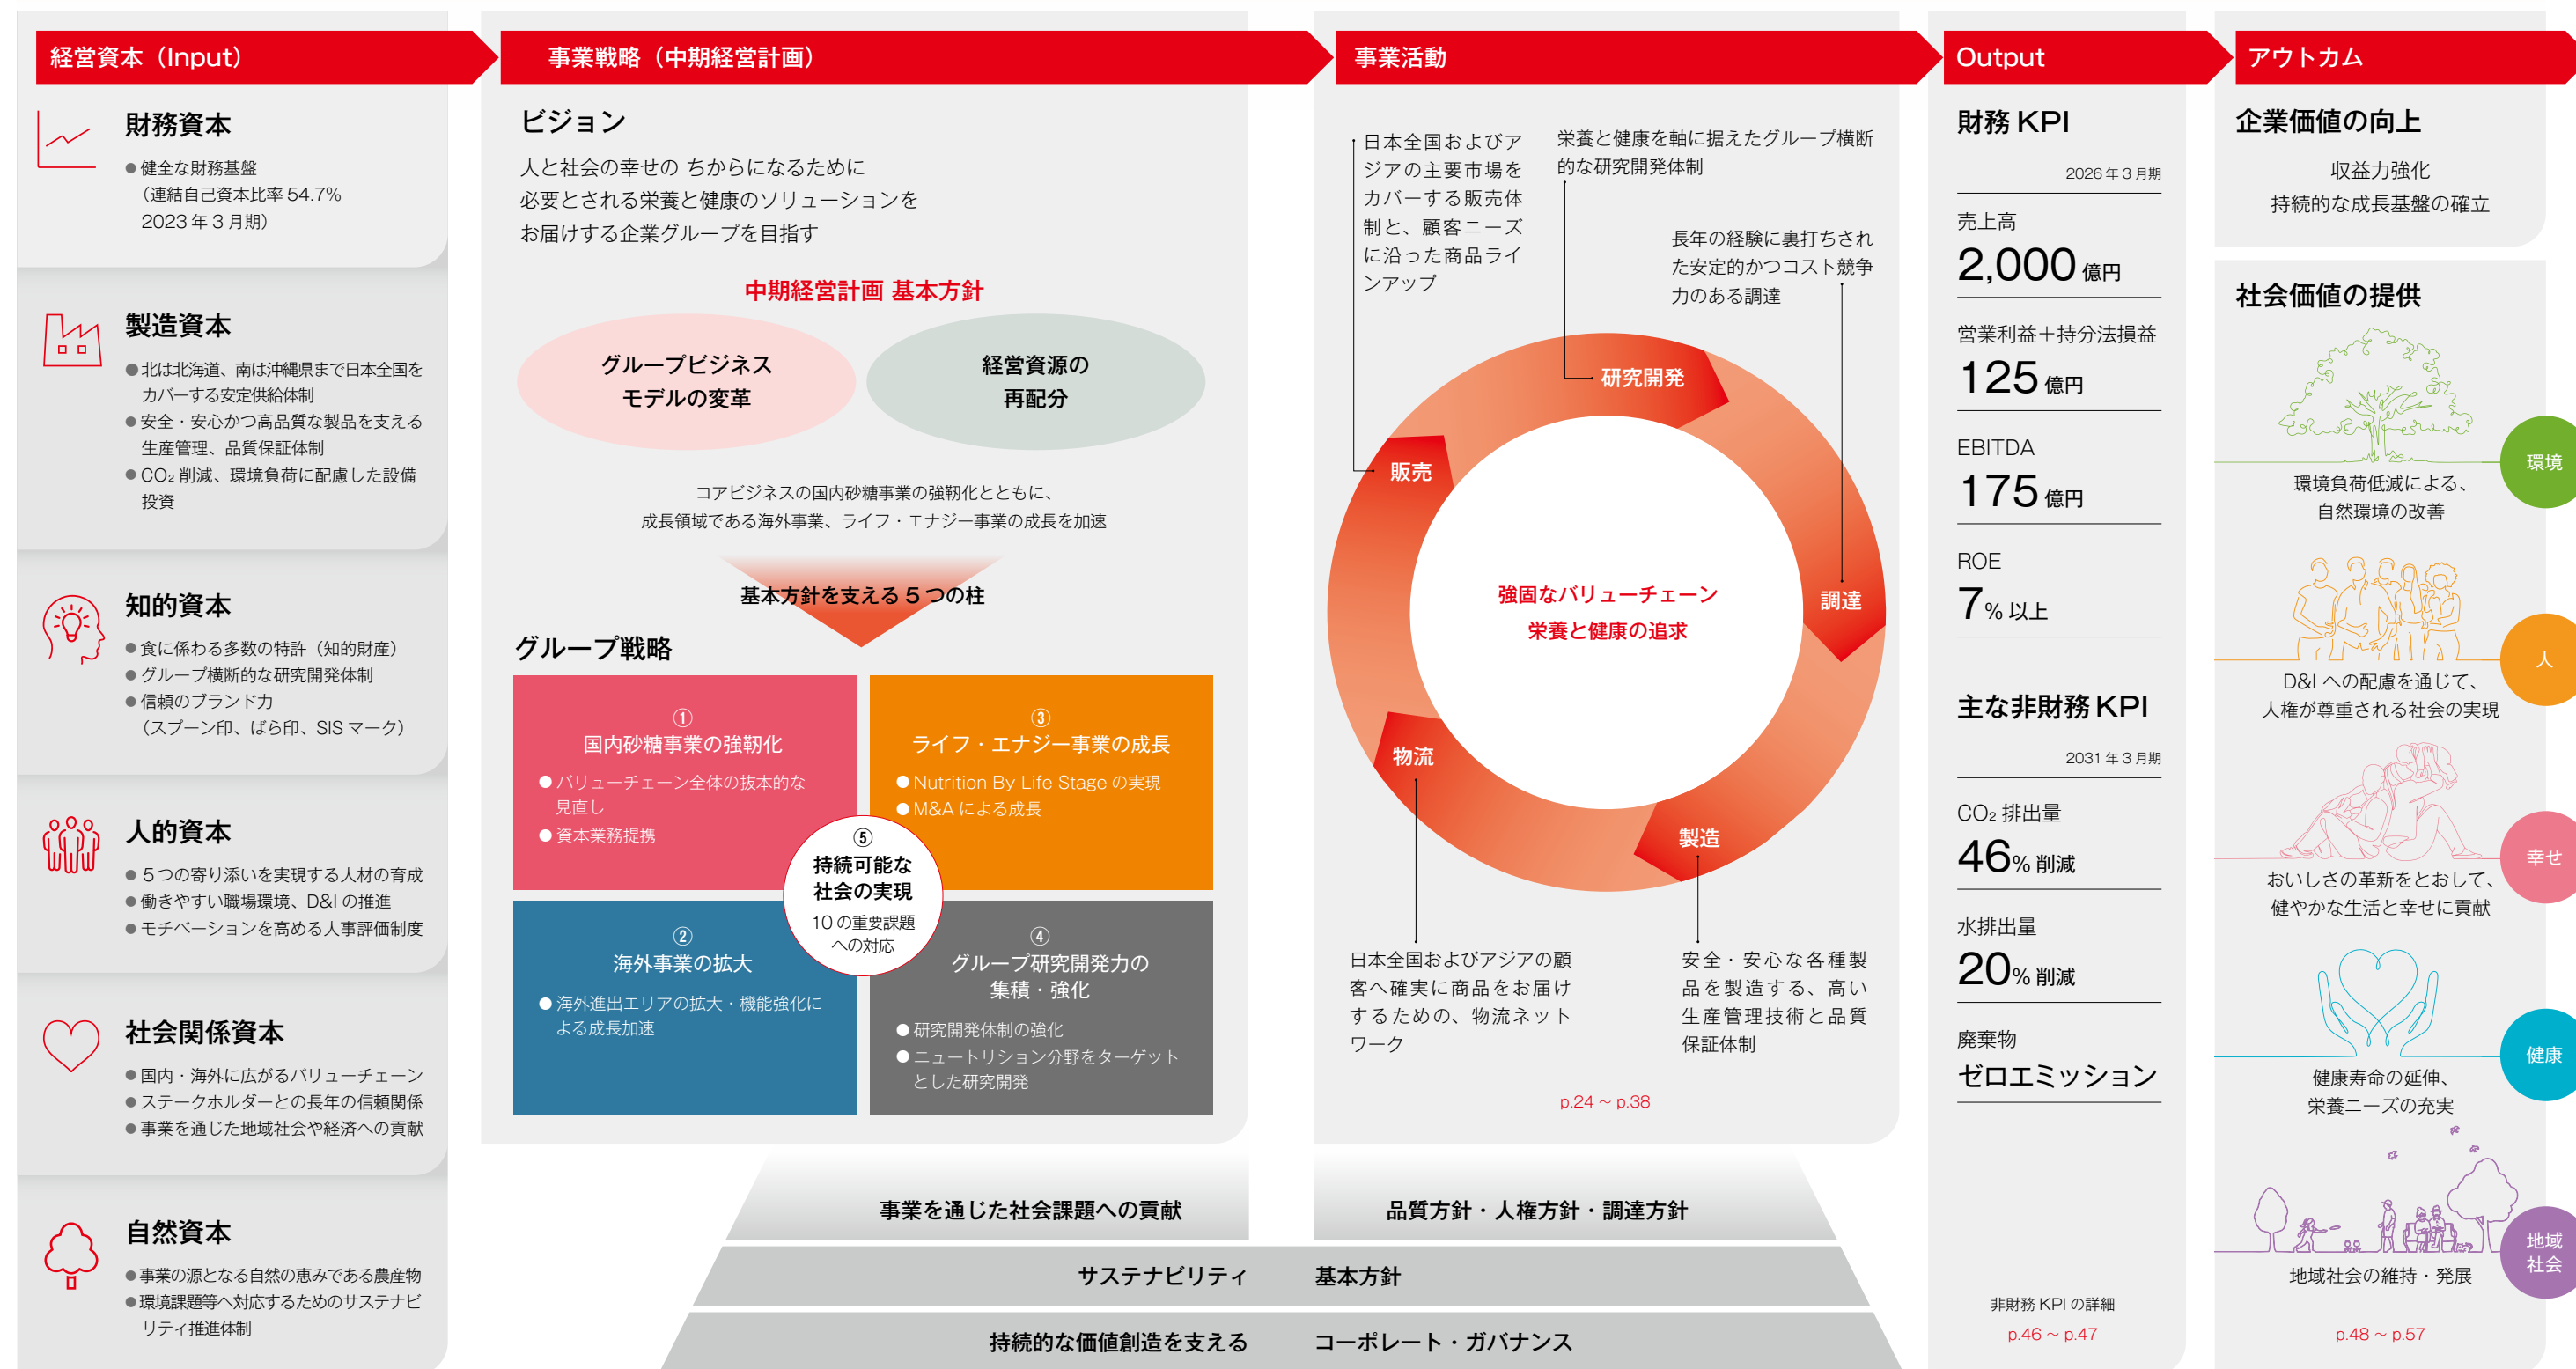 経営資本（Input）
財務資本
●健全な財務基盤
（連結自己資本比率 54.7%
2023 年 3 月期）
製造資本
●北は北海道、南は沖縄県まで日本全国を
カバーする安定供給体制
●安全・安心かつ高品質な製品を支える
生産管理、品質保証体制
●CO₂ 削減、環境負荷に配慮した設備
投資
知的資本
●食に係わる多数の特許（知的財産）
●グループ横断的な研究開発体制
●信頼のブランド力
（スプーン印、ばら印、SIS マーク）
人的資本
●５つの寄り添いを実現する人材の育成
●働きやすい職場環境、D&I の推進
●モチベーションを高める人事評価制度
社会関係資本
●国内・海外に広がるバリューチェーン
●ステークホルダーとの長年の信頼関係
●事業を通じた地域社会や経済への貢献
自然資本
●事業の源となる自然の恵みである農産物
●環境課題等へ対応するためのサステナビ
リティ推進体制
事業戦略（中期経営計画）
ビジョン
人と社会の幸せの ちからになるために
必要とされる栄養と健康のソリューションを
お届けする企業グループを目指す
中期経営計画 基本方針
グループビジネス
モデルの変革
経営資源の
再配分
コアビジネスの国内砂糖事業の強靭化とともに、
成長領域である海外事業、ライフ・エナジー事業の成長を加速
基本方針を支える 5 つの柱
グループ戦略
①
国内砂糖事業の強靭化
●バリューチェーン全体の抜本的な
見直し
●資本業務提携
③
ライフ・エナジー事業の成長
●Nutrition By Life Stage の実現
●M&A による成長
⑤
持続可能な
社会の実現
10 の重要課題
への対応
②
海外事業の拡大
●海外進出エリアの拡大・機能強化に
よる成長加速
④
グループ研究開発力の
集積・強化
●研究開発体制の強化
●ニュートリション分野をターゲット
とした研究開発
事業活動
日本全国およびア
ジアの主要市場を
カバーする販売体
制と、顧客ニーズ
に沿った商品ライ
ンアップ
栄養と健康を軸に据えたグループ横断
的な研究開発体制
長年の経験に裏打ちされ
た安定的かつコスト競争
力のある調達
研究開発
販売
調達
強固なバリューチェーン
栄養と健康の追求
物流
製造
日本全国およびアジアの顧
客へ確実に商品をお届け
するための、物流ネット
ワーク
安全・安心な各種製
品を製造する、高い
生産管理技術と品質
保証体制
p.24 ～ p.38
事業を通じた社会課題への貢献
品質方針・人権方針・調達方針
サステナビリティ 基本方針
持続的な価値創造を支える コーポレート・ガバナンス
Output
財務 KPI
2026 年 3 月期
売上高
2,000 億円
営業利益＋持分法損益
125 億円
EBITDA
175 億円
ROE
7% 以上
主な非財務 KPI
2031 年 3 月期
CO₂ 排出量
46% 削減
水排出量
20% 削減
廃棄物
ゼロエミッション
非財務 KPI の詳細
p.46 ～ p.47
アウトカム
企業価値の向上
収益力強化
持続的な成長基盤の確立
社会価値の提供
環境
環境負荷低減による、
自然環境の改善
人
D&I への配慮を通じて、
人権が尊重される社会の実現
幸せ
おいしさの革新をとおして、
健やかな生活と幸せに貢献
健康
健康寿命の延伸、
栄養ニーズの充実
地域
社会
地域社会の維持・発展
p.48 ～ p.57